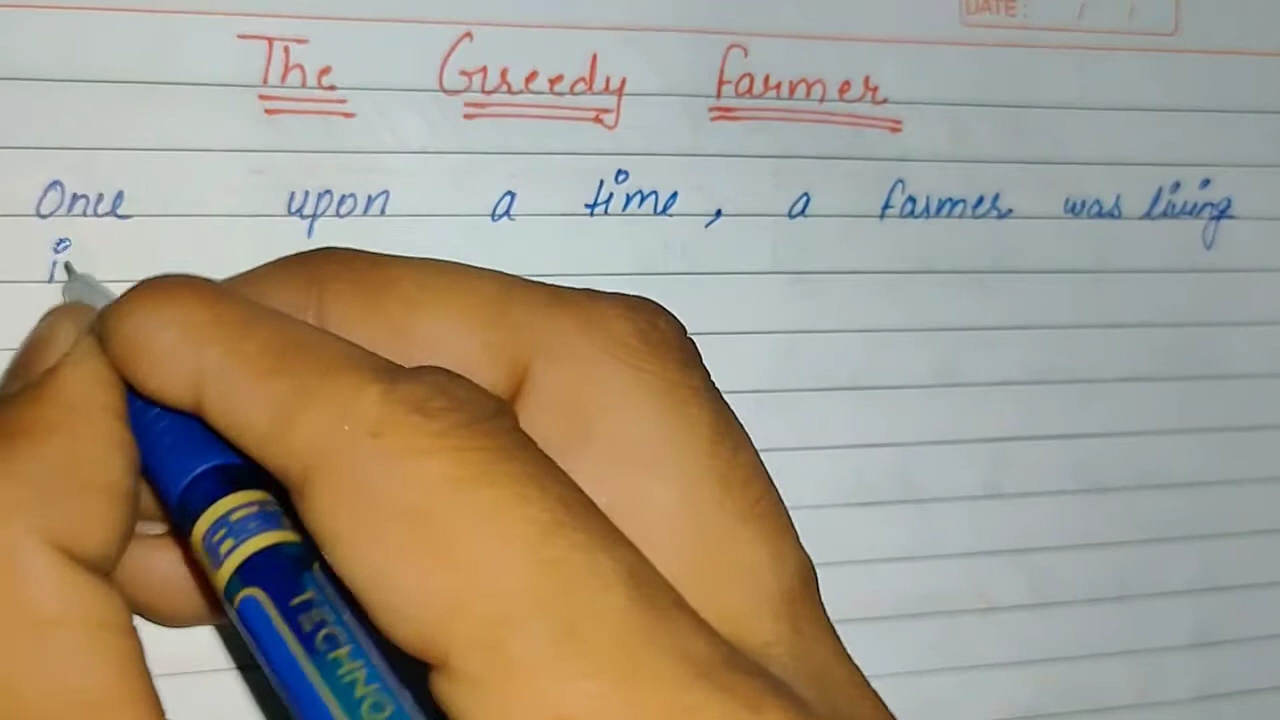 DATE: / /
The Greedy Farmer
Once upon a time, a farmer was living
i
TECHNO